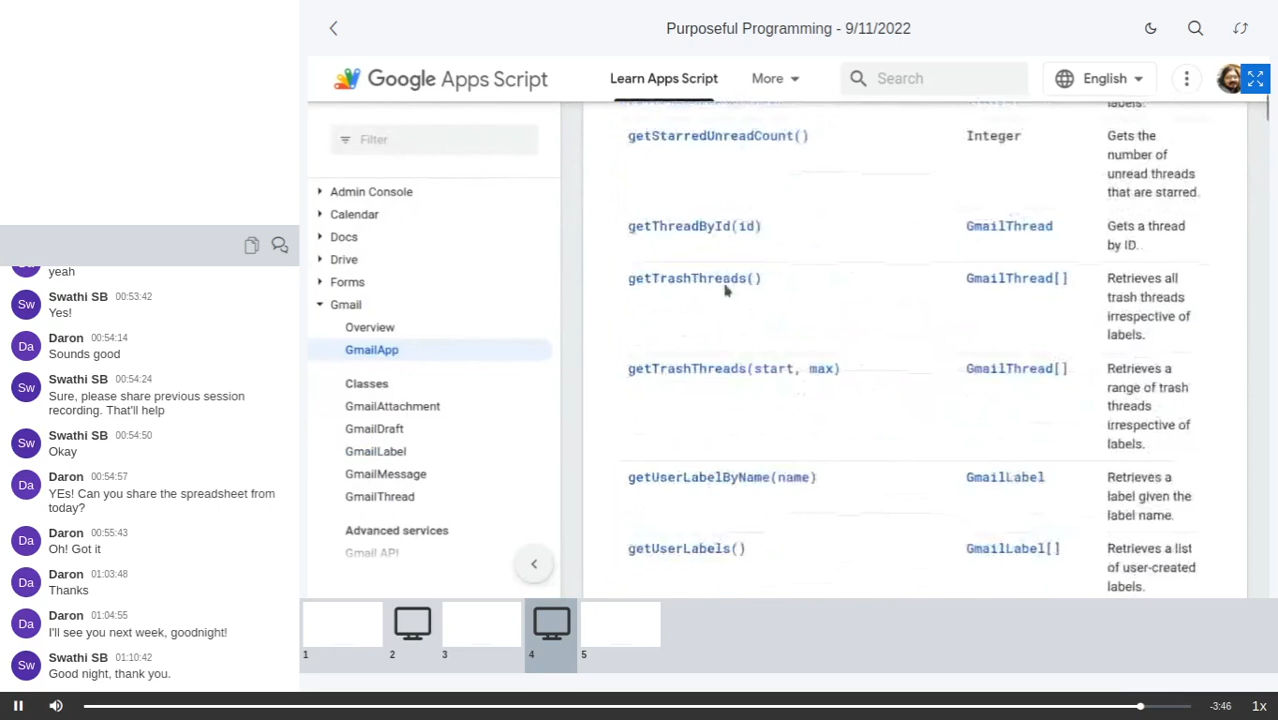 Purposeful Programming - 9/11/2022
Google Apps Script
Learn Apps Script
More
Search
English
Filter
Admin Console
Calendar
Docs
Drive
Forms
Gmail
Overview
GmailApp
Classes
GmailAttachment
GmailDraft
GmailLabel
GmailMessage
GmailThread
Advanced services
Gmail API
labels.
getStarredUnreadCount()
Integer
Gets the
number of
unread threads
that are starred.
getThreadById(id)
GmailThread
Gets a thread
by ID.
getTrashThreads()
GmailThread[]
Retrieves all
trash threads
irrespective of
labels.
getTrashThreads(start, max)
GmailThread[]
Retrieves a
range of trash
threads
irrespective of
labels.
getUserLabelByName(name)
GmailLabel
Retrieves a
label given the
label name.
getUserLabels()
GmailLabel[]
Retrieves a list
of user-created
labels.
Da
yeah
Sw
Swathi SB 00:53:42
Yes!
Da
Daron 00:54:14
Sounds good
Sw
Swathi SB 00:54:24
Sure, please share previous session
recording. That'll help
Sw
Swathi SB 00:54:50
Okay
Da
Daron 00:54:57
YEs! Can you share the spreadsheet from
today?
Da
Daron 00:55:43
Oh! Got it
Da
Daron 01:03:48
Thanks
Da
Daron 01:04:55
I'll see you next week, goodnight!
Sw
Swathi SB 01:10:42
Good night, thank you.
1
2
3
4
5
-3:46
1x